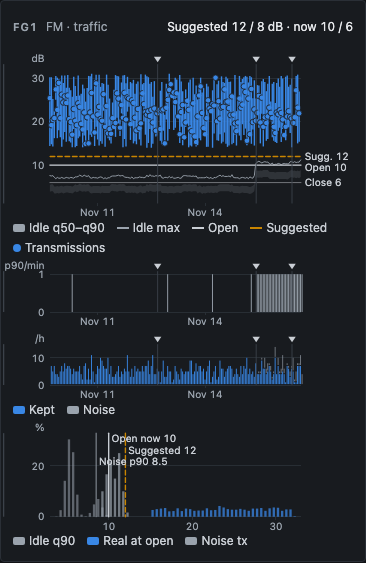 FG1 FM · traffic Suggested 12 / 8 dB · now 10 / 6
dB
30
20
10
Sugg. 12
Open 10
Close 6
Nov 11 Nov 14
Idle q50–q90 Idle max Open Suggested
Transmissions
p90/min
1 1
0 0
Nov 11 Nov 14
/h
10
0
Nov 11 Nov 14
Kept Noise
%
20
0
Open now 10
Suggested 12
Noise p90 8.5
10 20 30
Idle q90 Real at open Noise tx